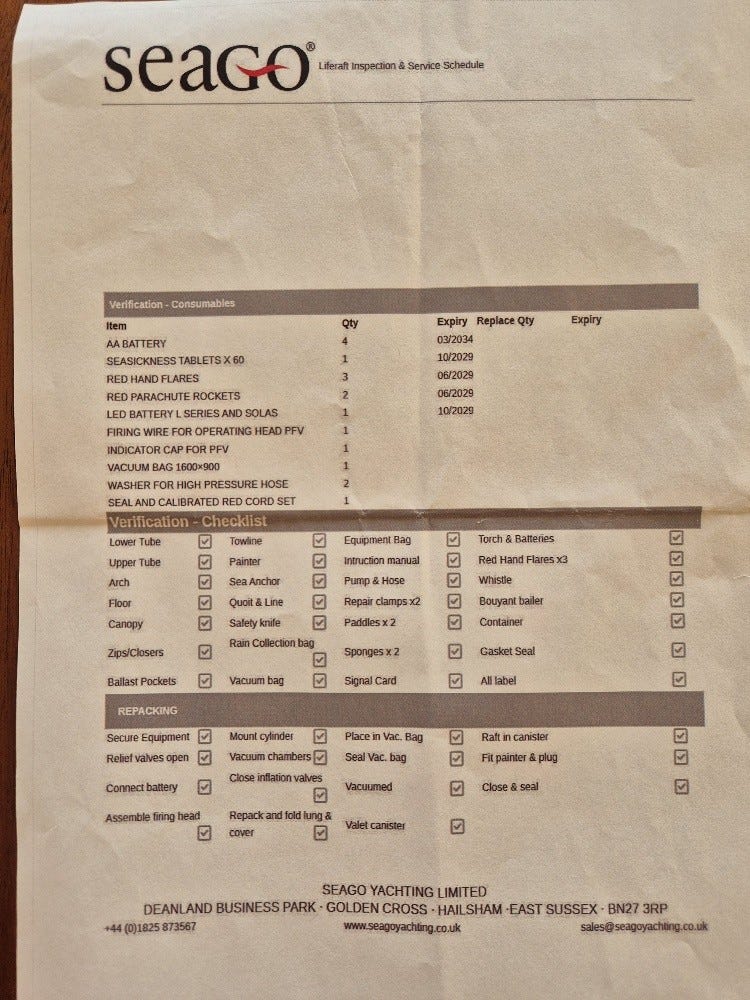 seaGO® Liferaft Inspection & Service Schedule
Verification - Consumables
Item Qty Expiry Replace Qty Expiry
AA BATTERY 4 03/2034
SEASICKNESS TABLETS X 60 1 10/2029
RED HAND FLARES 3 06/2029
RED PARACHUTE ROCKETS 2 06/2029
LED BATTERY L SERIES AND SOLAS 1 10/2029
FIRING WIRE FOR OPERATING HEAD PFV 1
INDICATOR CAP FOR PFV 1
VACUUM BAG 1600×900 1
WASHER FOR HIGH PRESSURE HOSE 2
SEAL AND CALIBRATED RED CORD SET 1
Verification - Checklist
Lower Tube Towline Equipment Bag Torch & Batteries
Upper Tube Painter Intruction manual Red Hand Flares x3
Arch Sea Anchor Pump & Hose Whistle
Floor Quoit & Line Repair clamps x2 Bouyant bailer
Canopy Safety knife Paddles x 2 Container
Zips/Closers Rain Collection bag Sponges x 2 Gasket Seal
Ballast Pockets Vacuum bag Signal Card All label
REPACKING
Secure Equipment Mount cylinder Place in Vac. Bag Raft in canister
Relief valves open Vacuum chambers Seal Vac. bag Fit painter & plug
Connect battery Close inflation valves Vacuumed Close & seal
Assemble firing head Repack and fold lung &
cover Valet canister
SEAGO YACHTING LIMITED
DEANLAND BUSINESS PARK · GOLDEN CROSS · HAILSHAM ·EAST SUSSEX · BN27 3RP
+44 (0)1825 873567 www.seagoyachting.co.uk sales@seagoyachting.co.uk